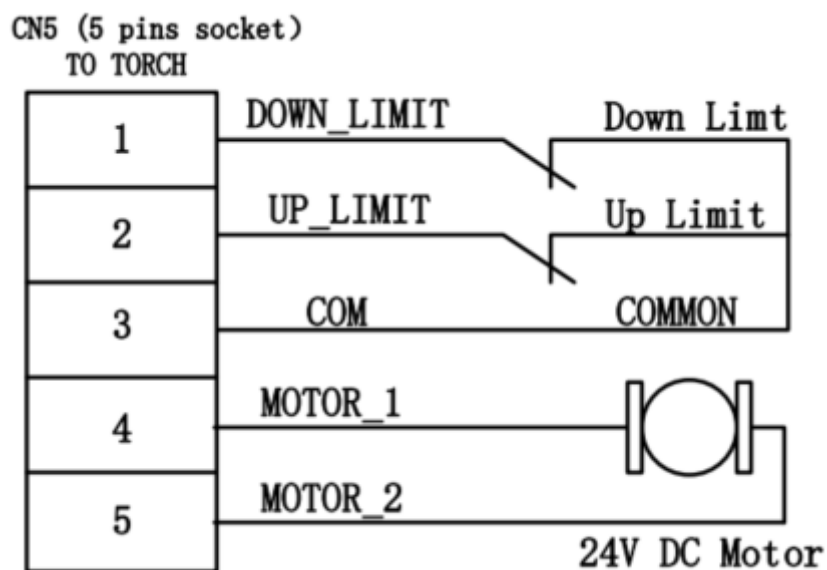 CN5 (5 pins socket)
TO TORCH
1
DOWN_LIMIT
Down Limt
2
UP_LIMIT
Up Limit
3
COM
COMMON
4
MOTOR_1
5
MOTOR_2
24V DC Motor